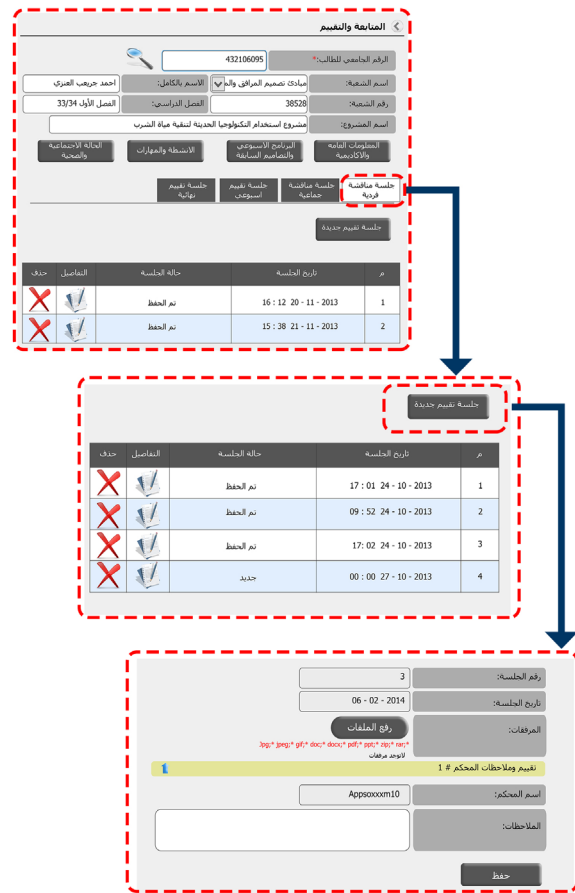 المتابعة والتقييم
الرقم الجامعي للطالب:* 432106095
اسم الشعبة: مبادئ تصميم المرافق والم الاسم بالكامل: احمد جريعب العنزي
رقم الشعبة: 38528 الفصل الدراسي: الفصل الأول 33/34
اسم المشروع: مشروع استخدام التكنولوجيا الحديثة لتنقية مياة الشرب
المعلومات العامه والاكاديمية البرنامج الاسبوعي والتصاميم السابقة الانشطة والمهارات الحالة الاجتماعية والصحية
جلسة مناقشة فردية جلسة مناقشة جماعية جلسة تقييم اسبوعي جلسة تقييم نهائية
جلسة تقييم جديدة
م تاريخ الجلسة حالة الجلسة التفاصيل حذف
1 16 : 12 20 - 11 - 2013 تم الحفظ
2 15 : 38 21 - 11 - 2013 تم الحفظ
جلسة تقييم جديدة
م تاريخ الجلسة حالة الجلسة التفاصيل حذف
1 17 : 01 24 - 10 - 2013 تم الحفظ
2 09 : 52 24 - 10 - 2013 تم الحفظ
3 17: 02 24 - 10 - 2013 تم الحفظ
4 00 : 00 27 - 10 - 2013 جديد
رقم الجلسة: 3
تاريخ الجلسة: 06 - 02 - 2014
المرفقات: رفع الملفات
Jpg;* jpeg;* gif;* doc;* docx;* pdf;* ppt;* zip;* rar;*
لاتوجد مرفقات
تقييم وملاحظات المحكم # 1
اسم المحكم: Appsoxxxm10
الملاحظات:
حفظ